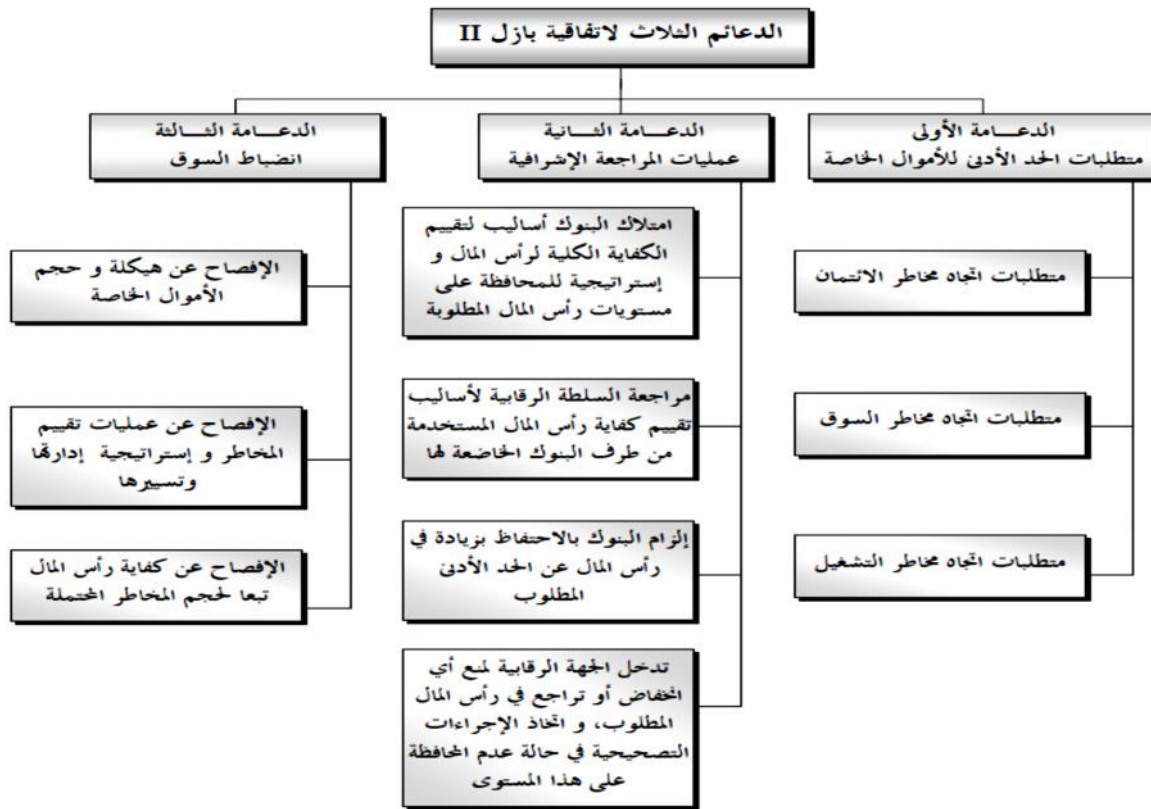 الدعائم الثلاث لاتفاقية بازل II
الدعـــامة الأولى
متطلبات الحد الأدنى للأموال الخاصة
متطلبات اتجاه مخاطر الائتمان
متطلبات اتجاه مخاطر السوق
متطلبات اتجاه مخاطر التشغيل
الدعـــامة الثانية
عمليات المراجعة الإشرافية
امتلاك البنوك أساليب لتقييم
الكفاية الكلية لرأس المال و
إستراتيجية للمحافظة على
مستويات رأس المال المطلوبة
مراجعة السلطة الرقابية لأساليب
تقييم كفاية رأس المال المستخدمة
من طرف البنوك الخاضعة لها
إلزام البنوك بالاحتفاظ بزيادة في
رأس المال عن الحد الأدنى
المطلوب
تدخل الجهة الرقابية لمنع أي
انخفاض أو تراجع في رأس المال
المطلوب، و اتخاذ الإجراءات
التصحيحية في حالة عدم المحافظة
على هذا المستوى
الدعـــامة الثـــالثة
انضباط السوق
الإفصاح عن هيكلة و حجم
الأموال الخاصة
الإفصاح عن عمليات تقييم
المخاطر و إستراتيجية إدارتها
وتسييرها
الإفصاح عن كفاية رأس المال
تبعا لحجم المخاطر المحتملة